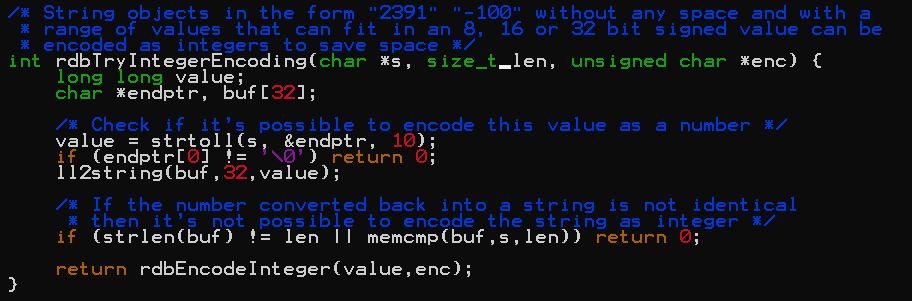 /* String objects in the form "2391" "-100" without any space and with a
 * range of values that can fit in an 8, 16 or 32 bit signed value can be
 * encoded as integers to save space */
int rdbTryIntegerEncoding(char *s, size_t len, unsigned char *enc) {
    long long value;
    char *endptr, buf[32];

    /* Check if it's possible to encode this value as a number */
    value = strtoll(s, &endptr, 10);
    if (endptr[0] != '\0') return 0;
    ll2string(buf,32,value);

    /* If the number converted back into a string is not identical
     * then it's not possible to encode the string as integer */
    if (strlen(buf) != len || memcmp(buf,s,len)) return 0;

    return rdbEncodeInteger(value,enc);
}